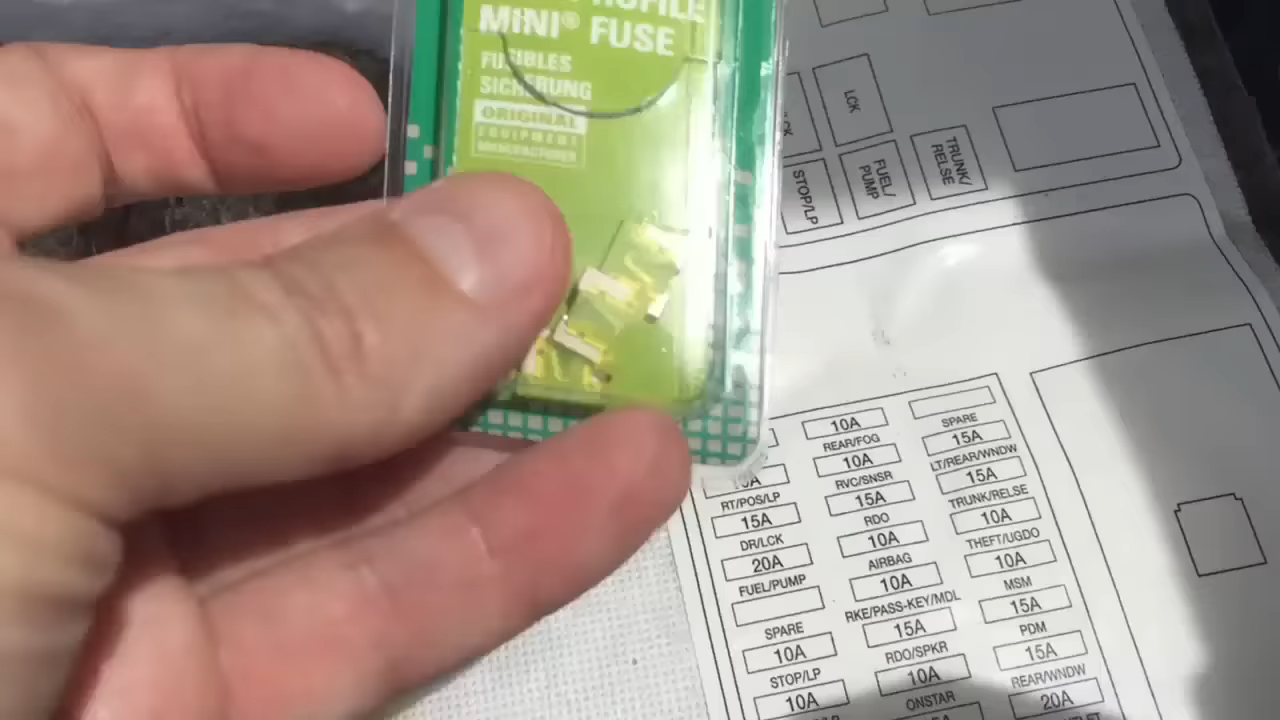 MINI® FUSE
FUSIBLES
SICHERUNG
ORIGINAL
EQUIPMENT
MANUFACTURER
LCK
TRUNK/
RELSE
FUEL/
PUMP
STOP/LP
RT/POS/LP
15A
DR/LCK
20A
FUEL/PUMP
SPARE
10A
STOP/LP
10A
10A
REAR/FOG
10A
RVC/SNSR
15A
RDO
10A
AIRBAG
10A
RKE/PASS-KEY/MDL
15A
RDO/SPKR
10A
ONSTAR
SPARE
15A
LT/REAR/WNDW
15A
TRUNK/RELSE
10A
THEFT/UGDO
10A
MSM
15A
PDM
15A
REAR/WNDW
20A